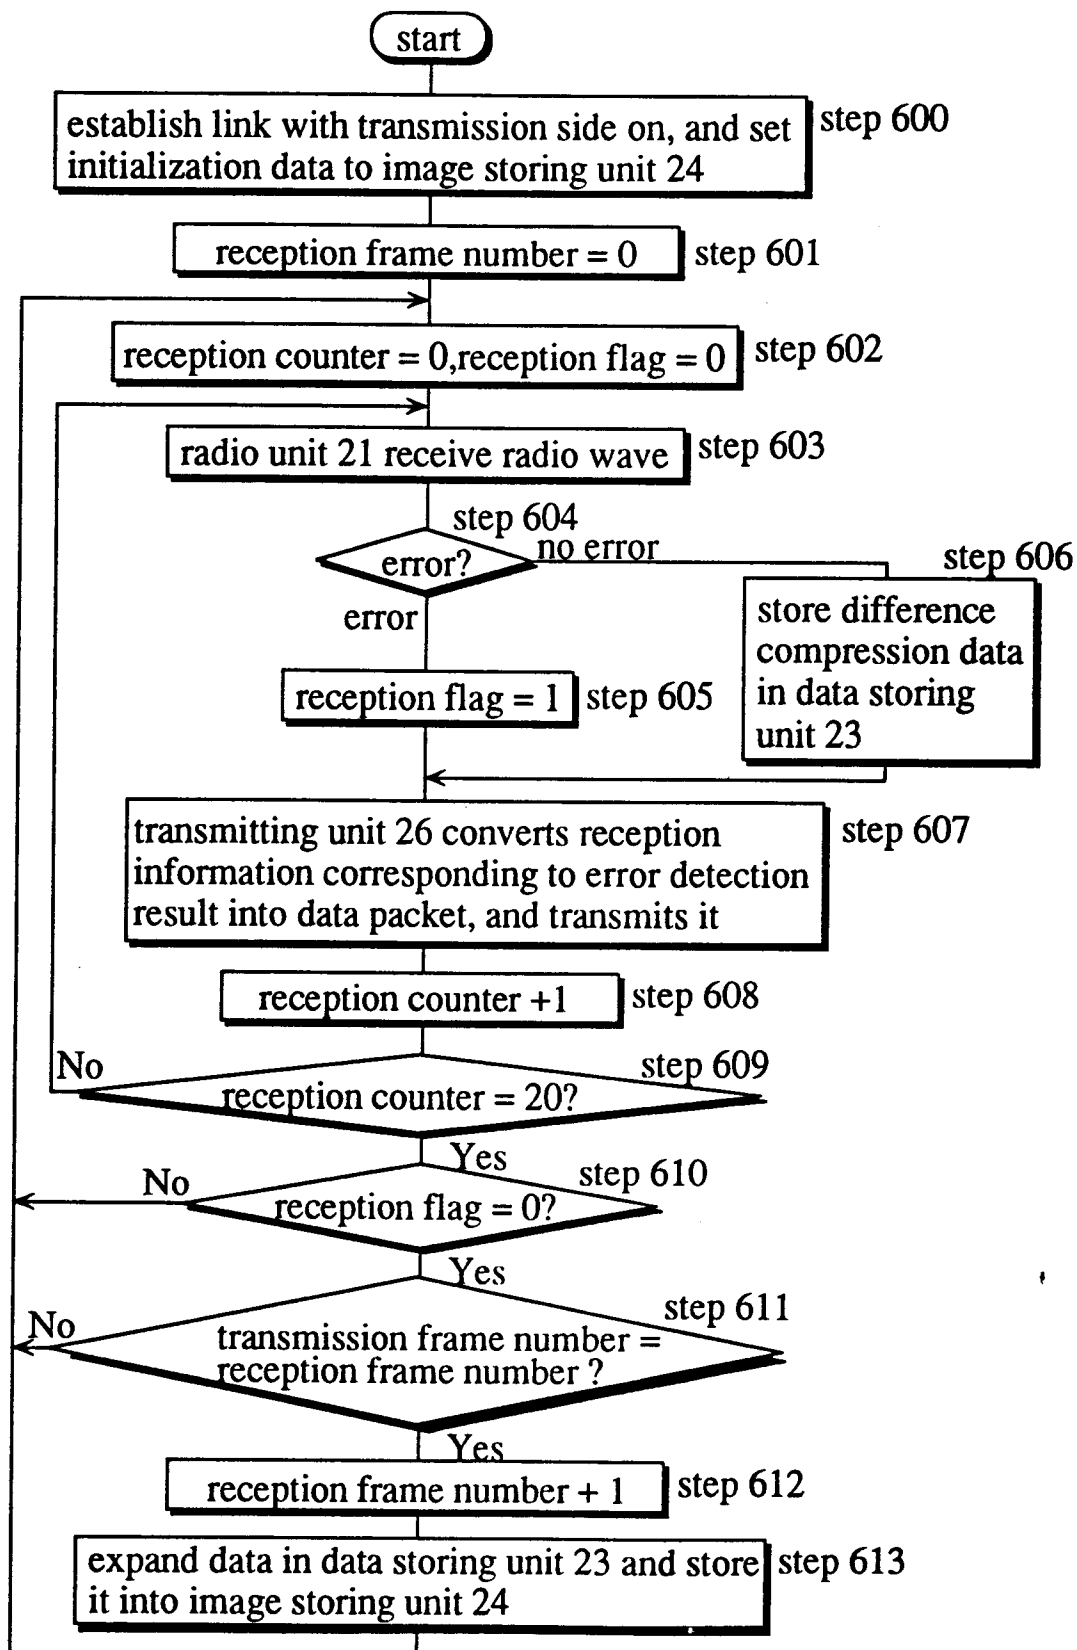 start
establish link with transmission side on, and set
initialization data to image storing unit 24
step 600
reception frame number = 0
step 601
reception counter = 0,reception flag = 0
step 602
radio unit 21 receive radio wave
step 603
step 604
error?
no error
error
step 606
store difference
compression data
in data storing
unit 23
reception flag = 1
step 605
transmitting unit 26 converts reception
information corresponding to error detection
result into data packet, and transmits it
step 607
reception counter +1
step 608
step 609
No
reception counter = 20?
Yes
step 610
No
reception flag = 0?
Yes
step 611
No
transmission frame number =
reception frame number ?
Yes
reception frame number + 1
step 612
expand data in data storing unit 23 and store
it into image storing unit 24
step 613